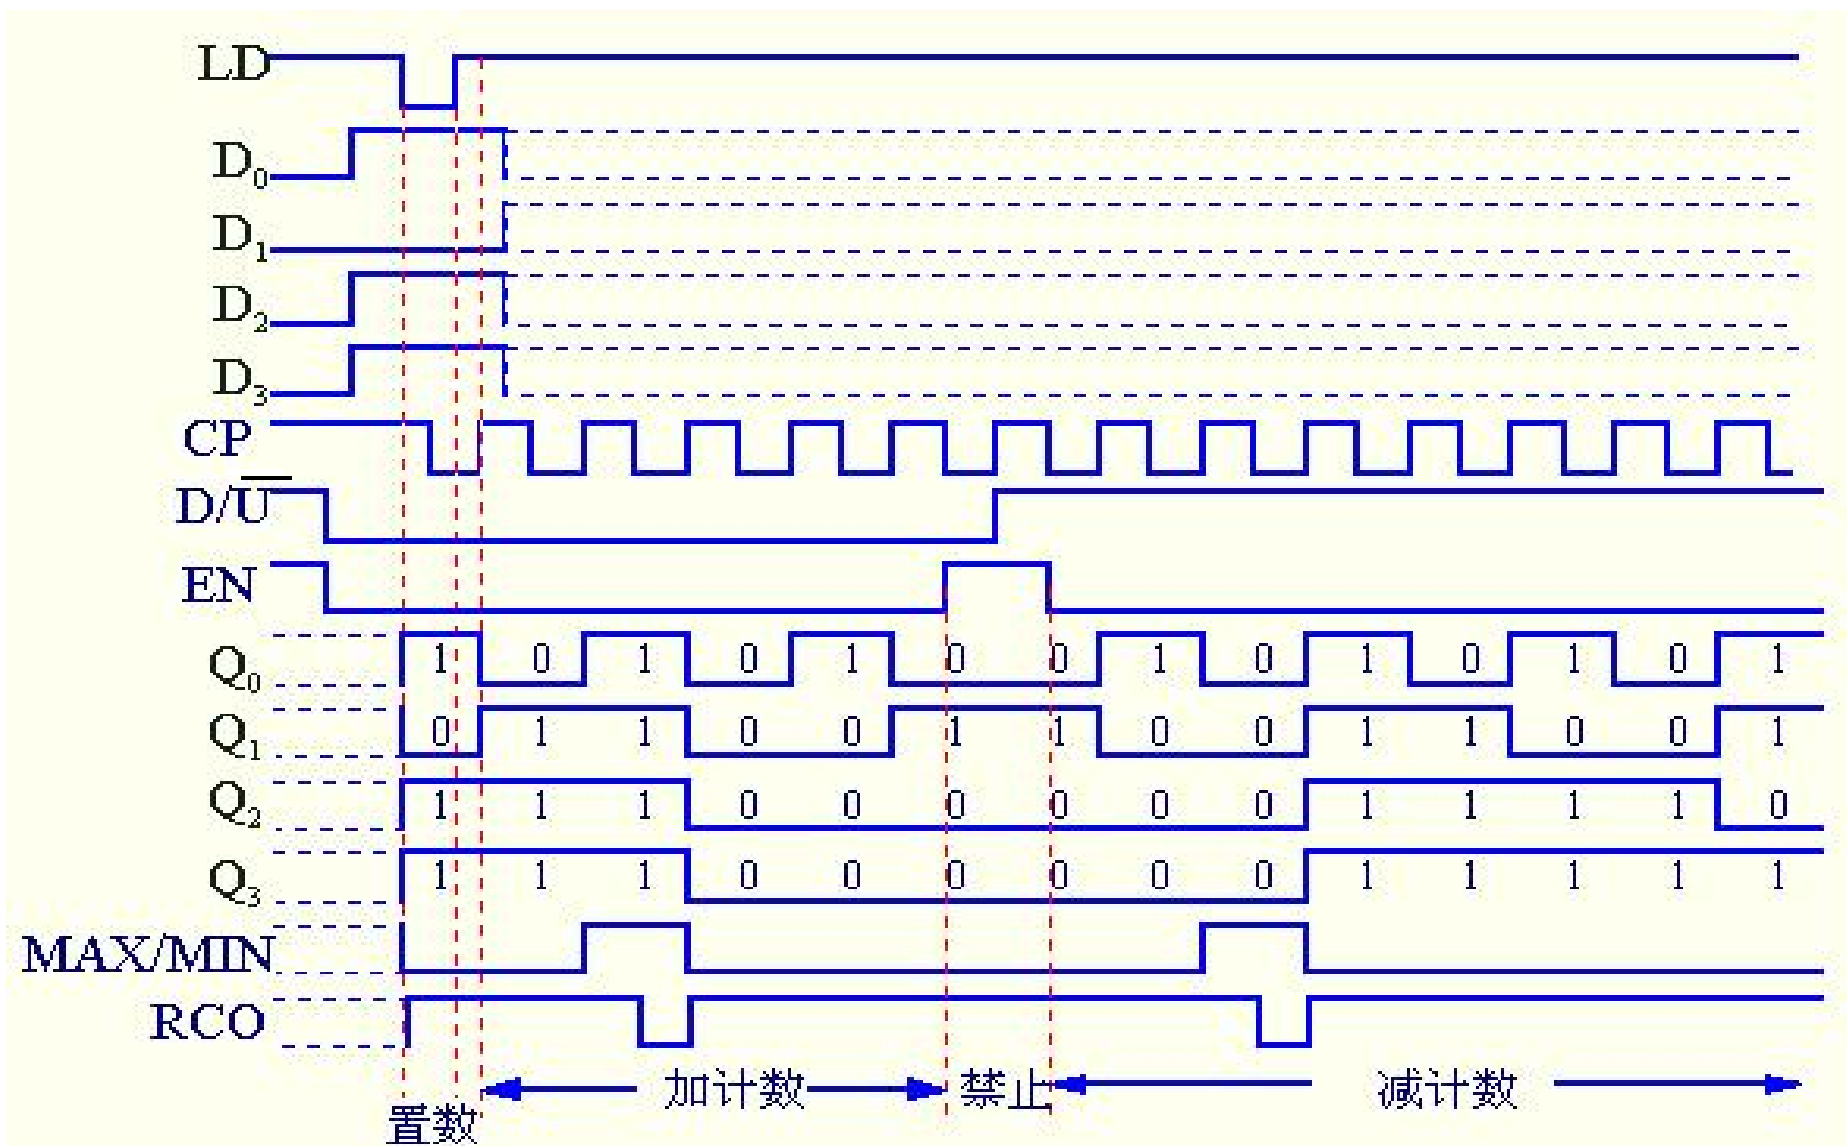 LD
D₀
D₁
D₂
D₃
CP
D/U̅
EN
Q₀ 1 0 1 0 1 0 0 1 0 1 0 1 0 1
Q₁ 0 1 1 0 0 1 1 0 0 1 1 0 0 1
Q₂ 1 1 1 0 0 0 0 0 0 1 1 1 1 0
Q₃ 1 1 1 0 0 0 0 0 0 1 1 1 1 1
MAX/MIN
RCO
加计数 禁止 减计数
置数